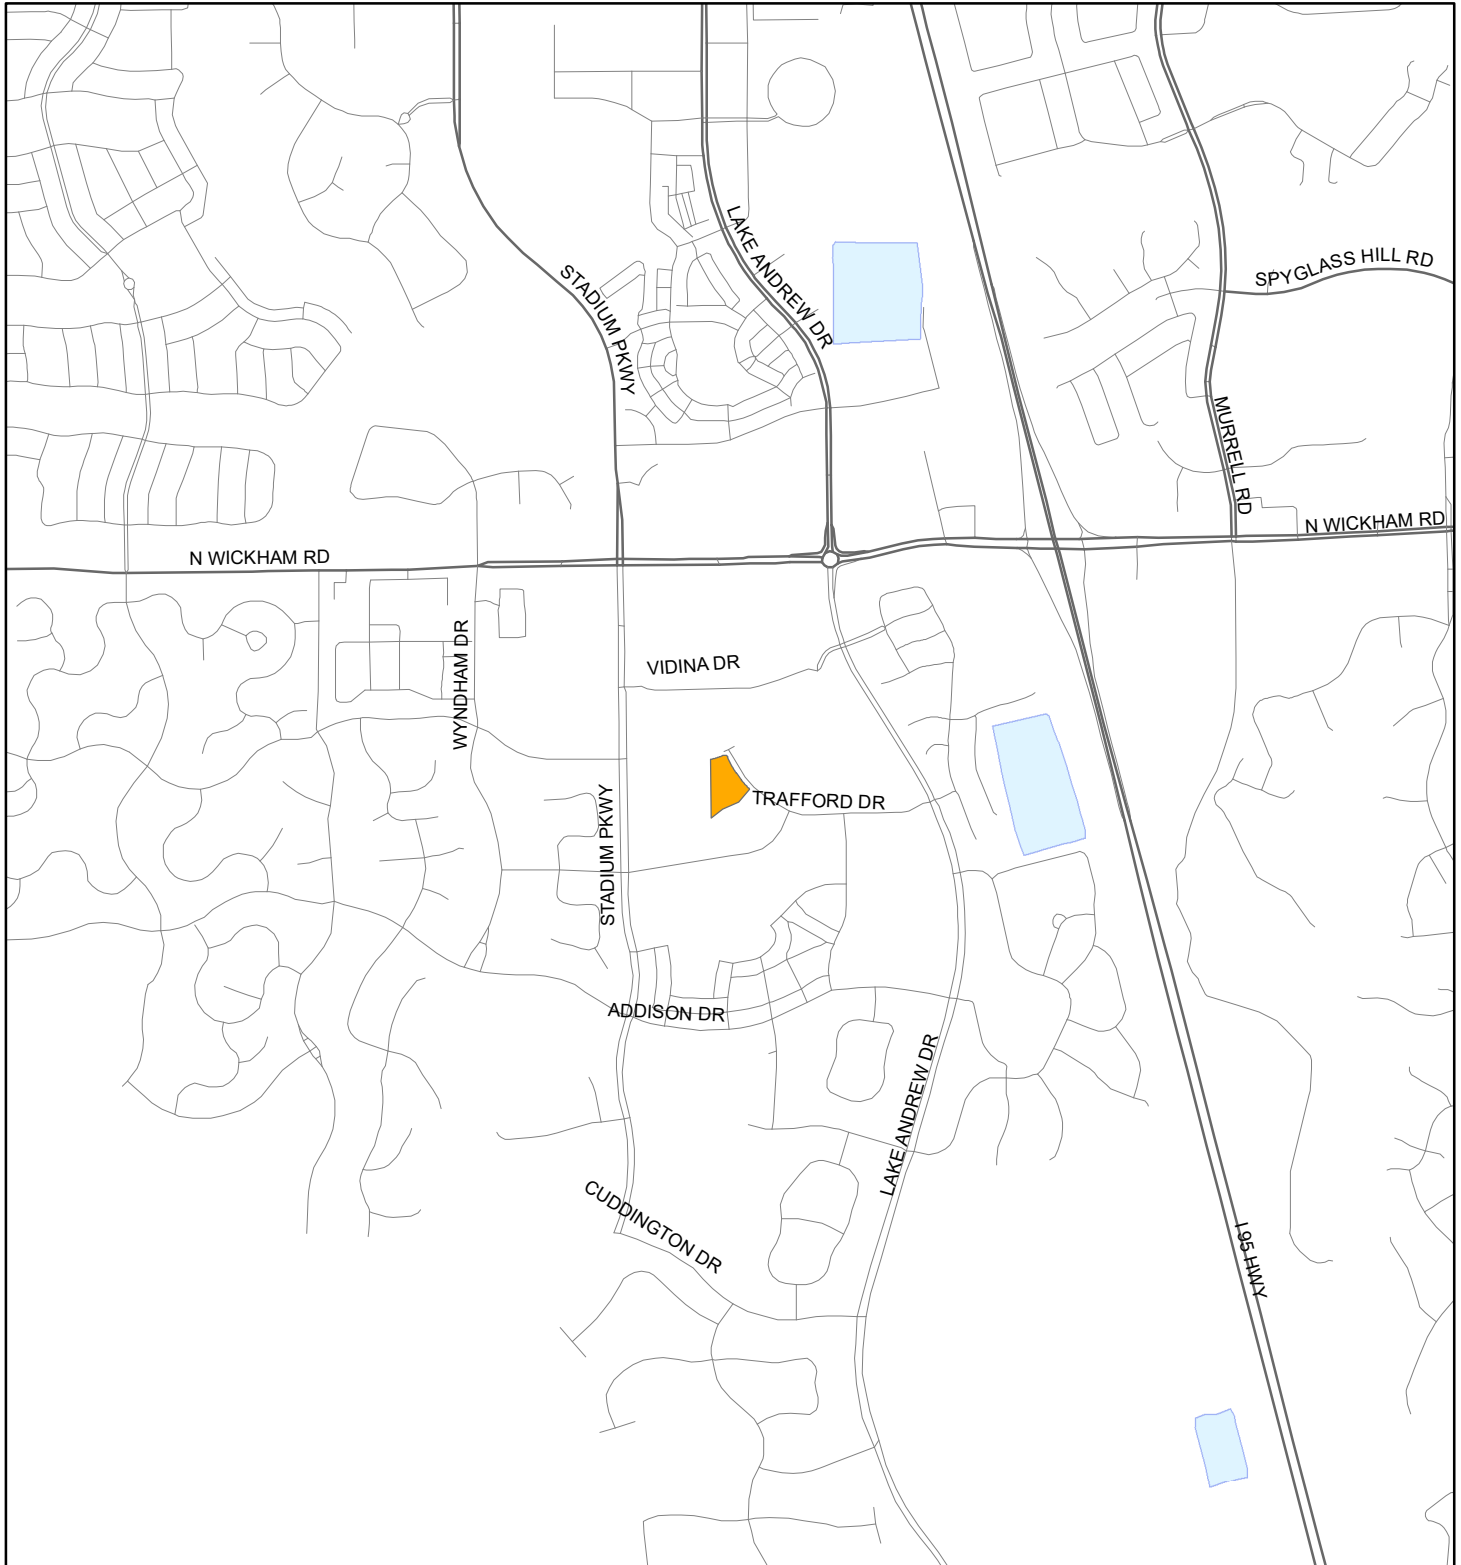 LAKE ANDREW DR
SPYGLASS HILL RD
STADIUM PKWY
MURRELL RD
N WICKHAM RD
N WICKHAM RD
WYNDHAM DR
VIDINA DR
TRAFFORD DR
STADIUM PKWY
ADDISON DR
LAKE ANDREW DR
CUDDINGTON DR
I 95 HWY